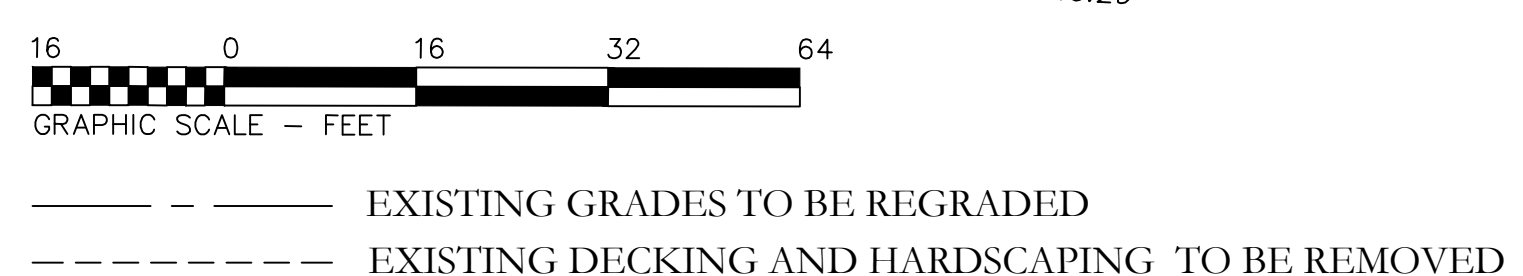 16 0 16 32 64
GRAPHIC SCALE – FEET
EXISTING GRADES TO BE REGRADED
EXISTING DECKING AND HARDSCAPING TO BE REMOVED